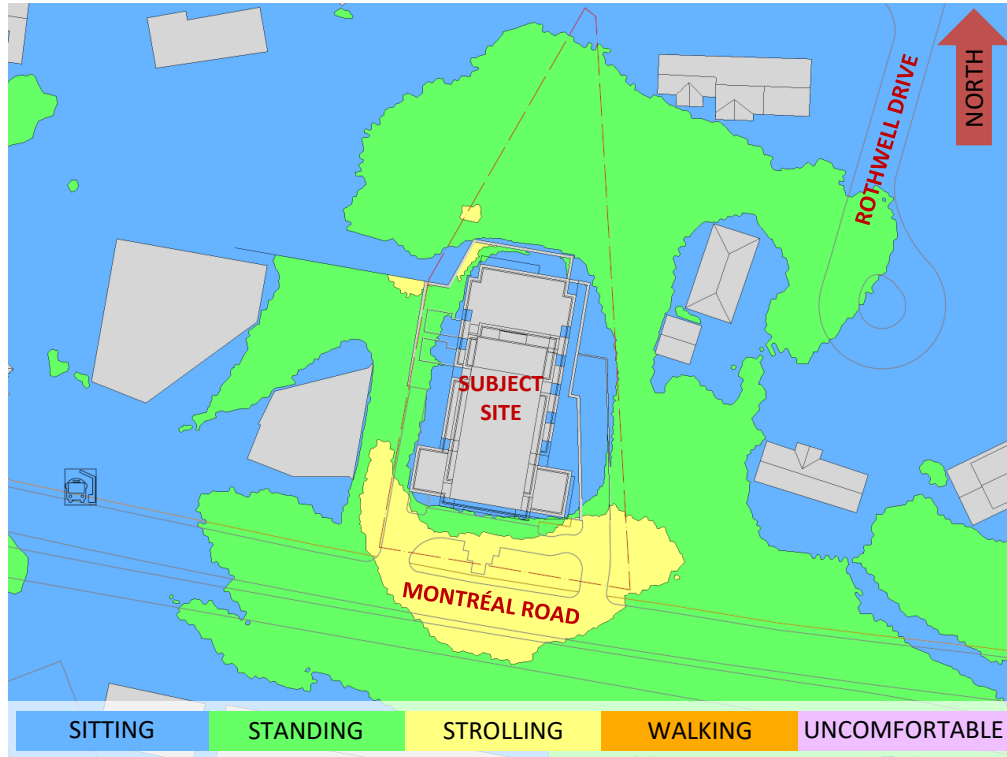 NORTH
ROTHWELL DRIVE
SUBJECT
SITE
MONTRÉAL ROAD
SITTING
STANDING
STROLLING
WALKING
UNCOMFORTABLE